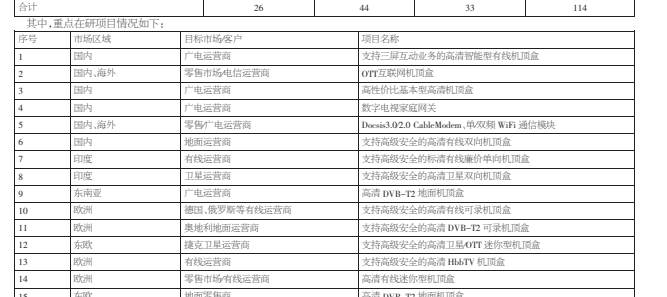 合计 26 44 33 114
其中,重点在研项目情况如下:
序号 市场区域 目标市场/客户 项目名称
1 国内 广电运营商 支持三屏互动业务的高清智能型有线机顶盒
2 国内、海外 零售市场/电信运营商 OTT互联网机顶盒
3 国内 广电运营商 高性价比基本型高清机顶盒
4 国内 广电运营商 数字电视家庭网关
5 国内、海外 零售/广电运营商 Docsis3.0/2.0 CableModem、单/双频 WiFi 通信模块
6 国内 地面运营商 支持高级安全的高清有线双向机顶盒
7 印度 有线运营商 支持高级安全的标清有线廉价单向机顶盒
8 印度 卫星运营商 支持高级安全的高清卫星双向机顶盒
9 东南亚 广电运营商 高清 DVB-T2 地面机顶盒
10 欧洲 德国、俄罗斯等有线运营商 支持高级安全的高清有线可录机顶盒
11 欧洲 奥地利地面运营商 支持高级安全的高清 DVB-T2 可录机顶盒
12 东欧 捷克卫星运营商 支持高级安全的高清卫星/OTT 迷你型机顶盒
13 欧洲 有线运营商 支持高级安全的高清 HbbTV 机顶盒
14 欧洲 零售市场/有线运营商 高清有线迷你型机顶盒
15 东欧 地面零售商 高清 DVB-T2 地面机顶盒